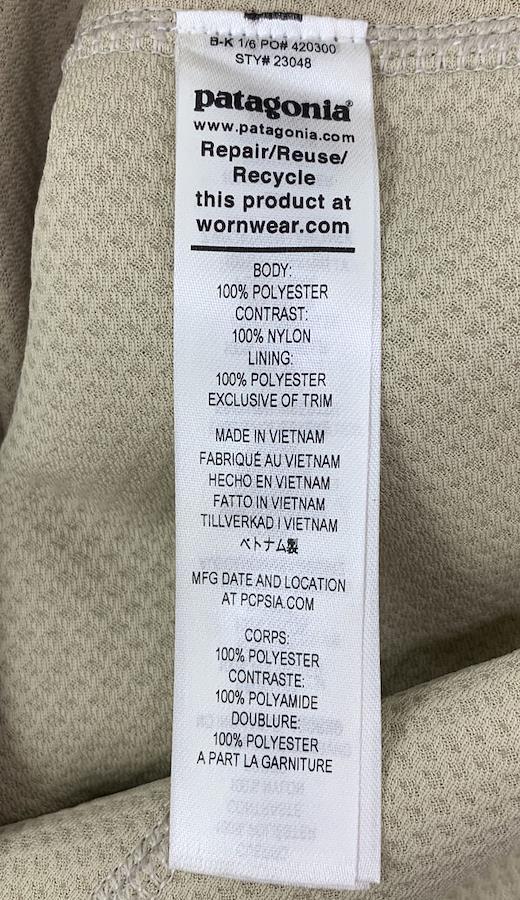 B-K 1/6 PO# 420300
STY# 23048
patagonia®
www.patagonia.com
Repair/Reuse/
Recycle
this product at
wornwear.com
BODY:
100% POLYESTER
CONTRAST:
100% NYLON
LINING:
100% POLYESTER
EXCLUSIVE OF TRIM
MADE IN VIETNAM
FABRIQUÉ AU VIETNAM
HECHO EN VIETNAM
FATTO IN VIETNAM
TILLVERKAD I VIETNAM
ベトナム製
MFG DATE AND LOCATION
AT PCPSIA.COM
CORPS:
100% POLYESTER
CONTRASTE:
100% POLYAMIDE
DOUBLURE:
100% POLYESTER
A PART LA GARNITURE